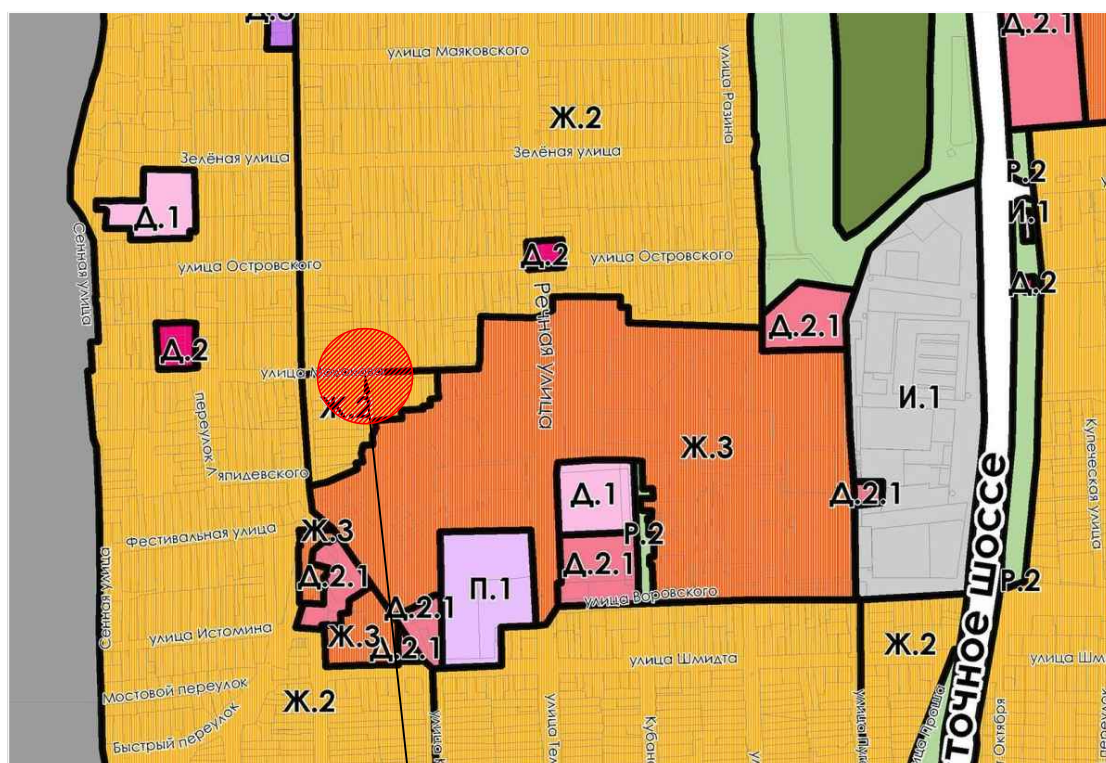 Д.2.1
улица Маяковского
улица Разина
Ж.2
Зелёная улица
Зелёная улица
Р.2
Д.1
И.1
Сенная улица
улица Островского
Д.2
улица Островского
Д.2
Речная улица
Д.2.1
Д.2
улица
Ж.2
И.1
переулок Ляпидевского
Ж.3
Купеческая улица
Д.1
Д.2.1
Фестивальная улица
Ж.3
Р.2
Д.2.1
Д.2.1
П.1
Р.2
Сенная улица
Д.2.1
улица Воровского
улица Истомина
Ж.3
Д.2.1
Ж.2
улица Шмидта
Мостовой переулок
Ж.2
Быстрый переулок
точное шоссе